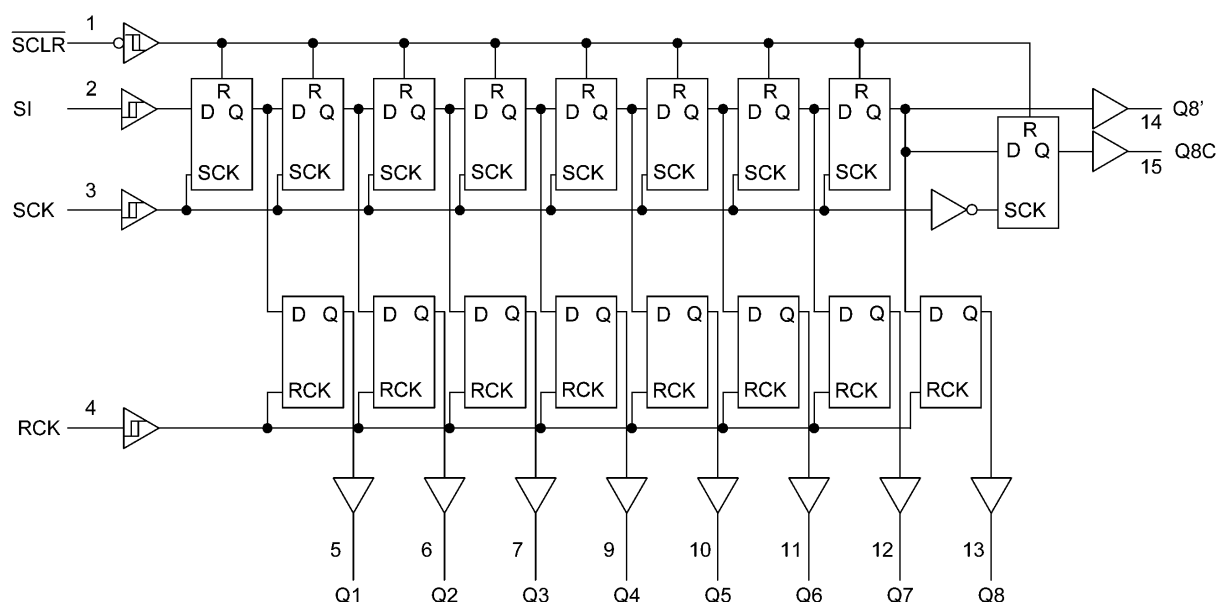 1
S̅C̅L̅R̅
R R R R R R R R
2
SI
D Q D Q D Q D Q D Q D Q D Q D Q
14 Q8’
R
D Q
15 Q8C
SCK SCK SCK SCK SCK SCK SCK SCK
3
SCK
SCK
D Q D Q D Q D Q D Q D Q D Q D Q
RCK RCK RCK RCK RCK RCK RCK RCK
4
RCK
5 6 7 9 10 11 12 13
Q1 Q2 Q3 Q4 Q5 Q6 Q7 Q8